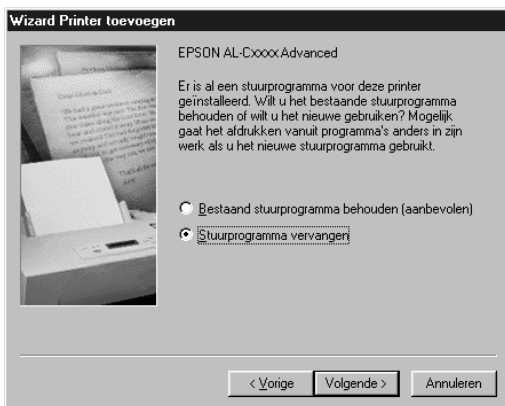 Wizard Printer toevoegen
EPSON AL-Cxxxx Advanced
Er is al een stuurprogramma voor deze printer
geïnstalleerd. Wilt u het bestaande stuurprogramma
behouden of wilt u het nieuwe gebruiken? Mogelijk
gaat het afdrukken vanuit programma's anders in zijn
werk als u het nieuwe stuurprogramma gebruikt.
Bestaand stuurprogramma behouden (aanbevolen)
Stuurprogramma vervangen
< Vorige
Volgende >
Annuleren